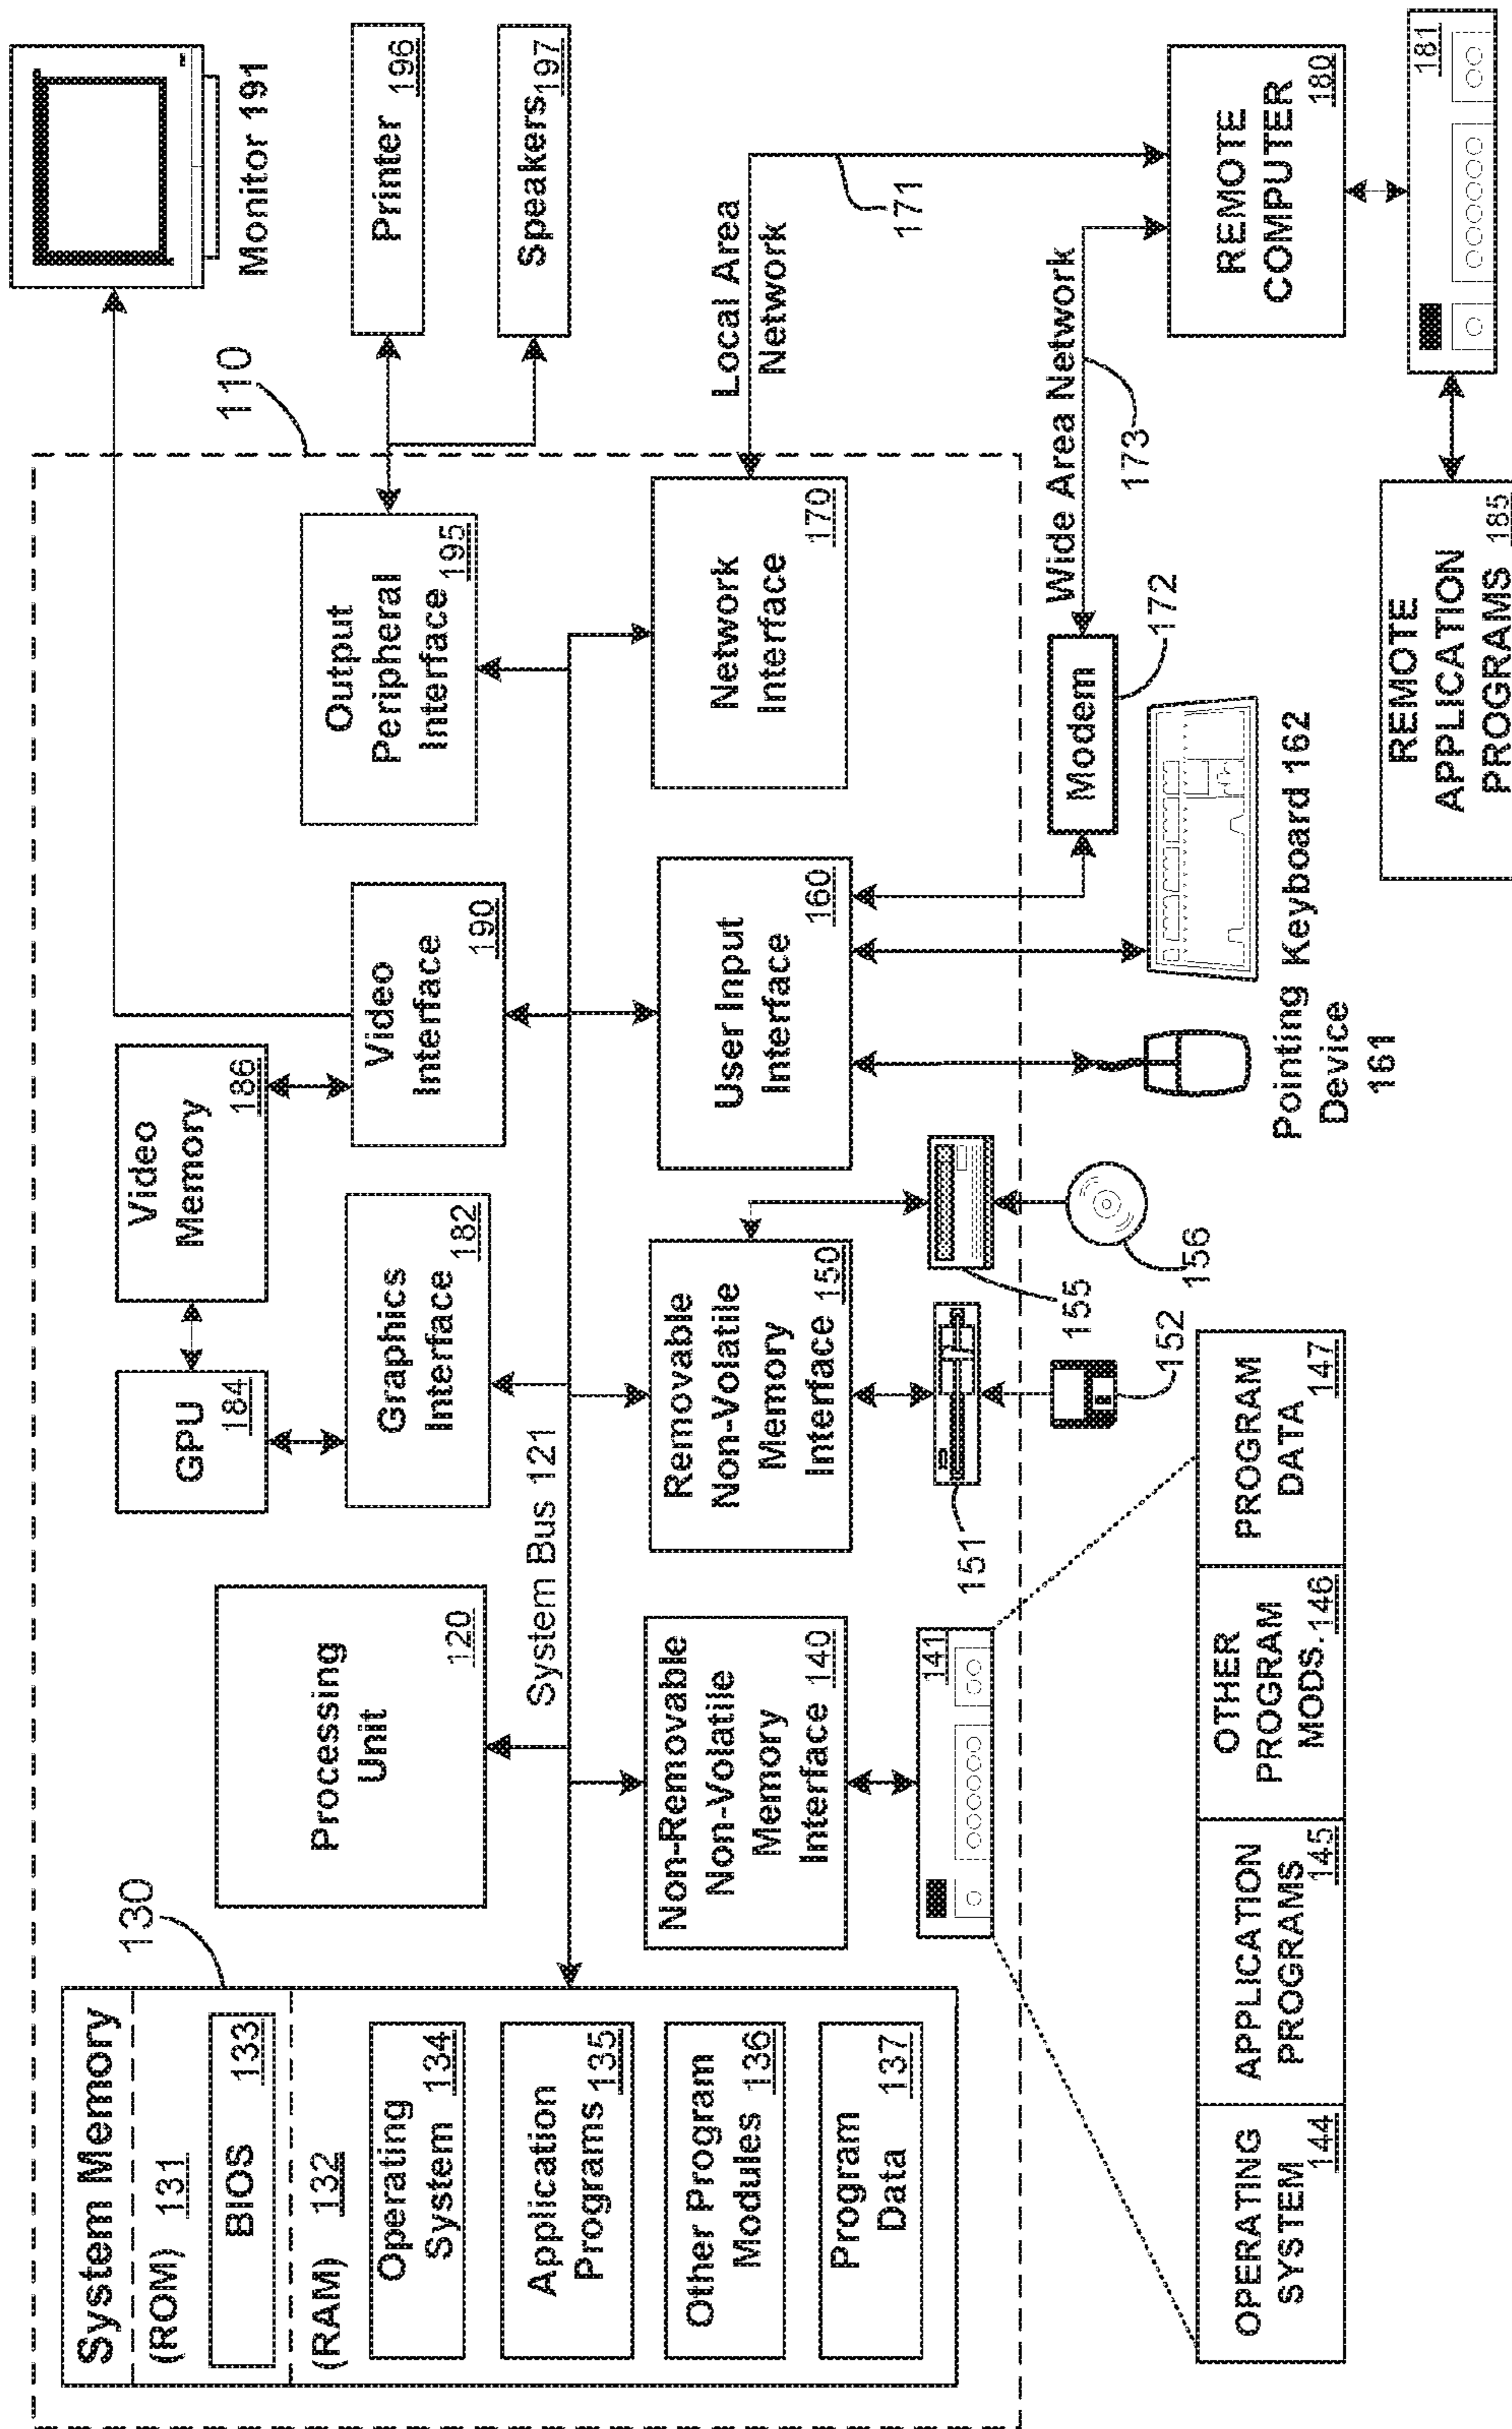 System Memory
(ROM) 131
BIOS 133
(RAM) 132
Operating
System 134
Application
Programs 135
Other Program
Modules 136
Program
Data 137
130
Processing
Unit
120
System Bus 121
GPU
184
Video
Memory
186
Graphics
Interface
182
Video
Interface
190
Output
Peripheral
Interface 195
110
Monitor 191
Printer
196
Speakers
197
Non-Removable
Non-Volatile
Memory
Interface 140
Removable
Non-Volatile
Memory
Interface 150
User Input
Interface
160
Network
Interface
170
Local Area
Network
171
141
151
155
152
156
Modem
172
Wide Area Network
173
REMOTE
COMPUTER
180
181
OPERATING
SYSTEM
144
APPLICATION
PROGRAMS
145
OTHER
PROGRAM
MODS. 146
PROGRAM
DATA
147
Pointing
Device
161
Keyboard 162
REMOTE
APPLICATION
PROGRAMS 185